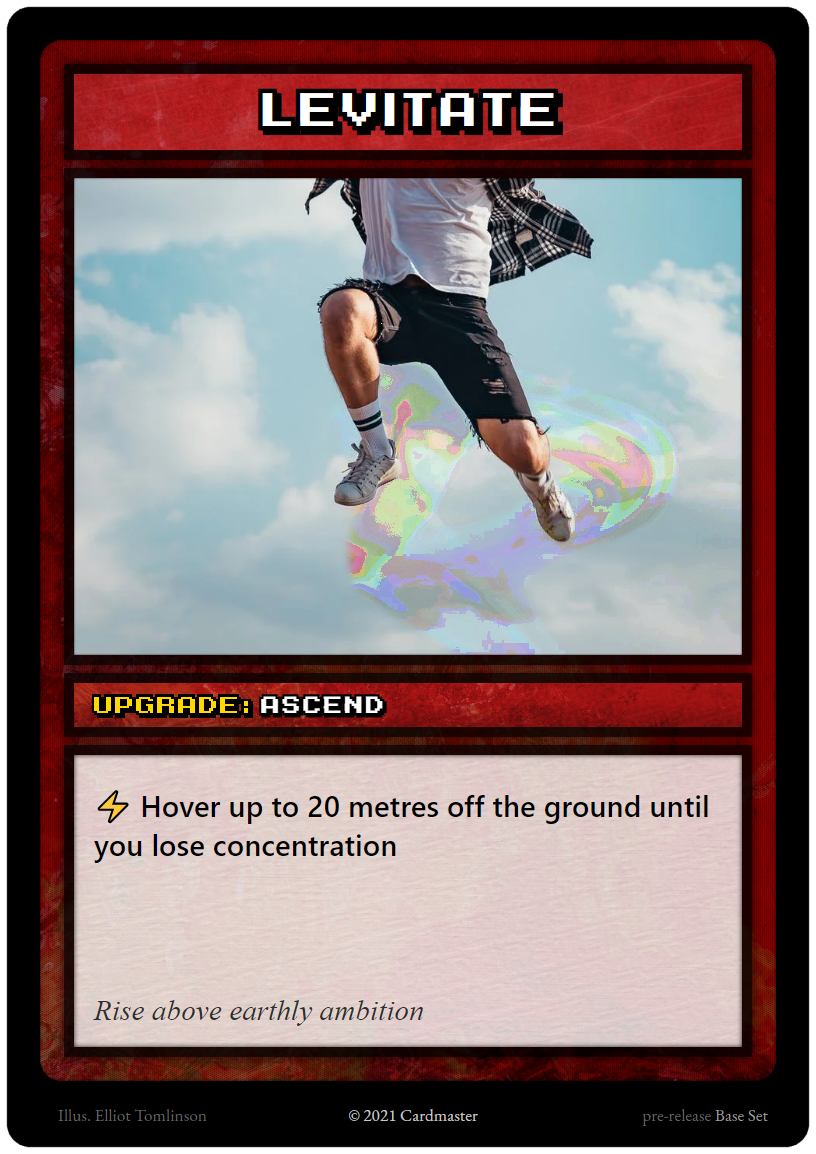 LEVITATE
UPGRADE: ASCEND
⚡ Hover up to 20 metres off the ground until
you lose concentration
Rise above earthly ambition
Illus. Elliot Tomlinson © 2021 Cardmaster pre-release Base Set